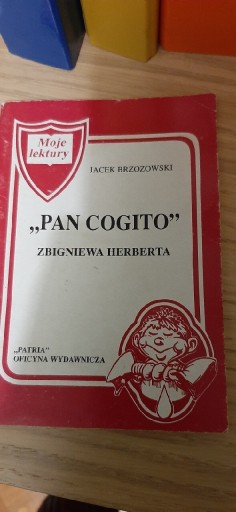 Moje
lektury
JACEK BRZOZOWSKI
„PAN COGITO”
ZBIGNIEWA HERBERTA
„PATRIA”
OFICYNA WYDAWNICZA